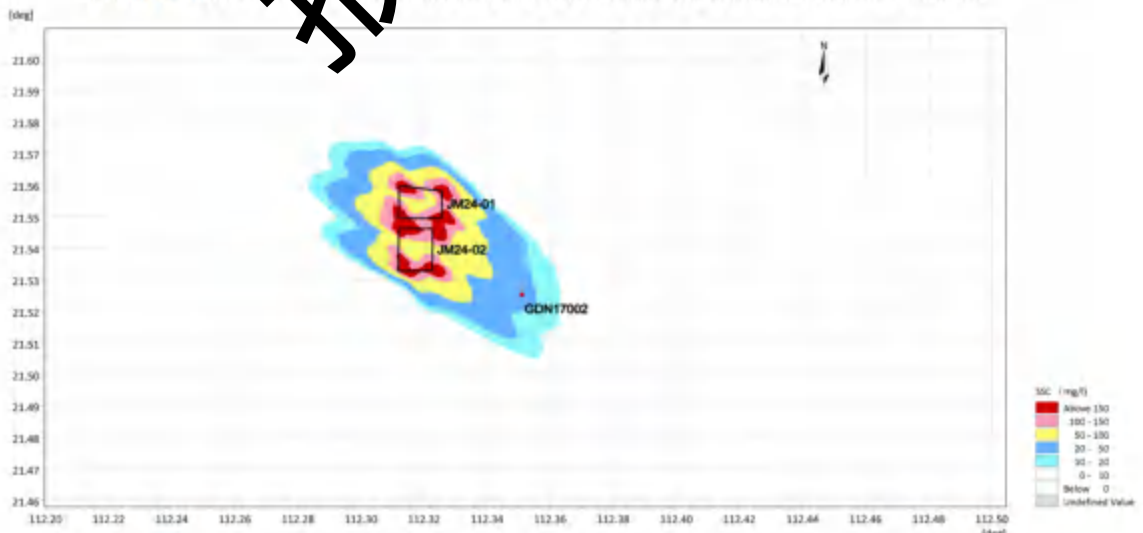 [deg]
N
21.60
21.59
21.58
21.57
21.56
21.55
21.54
21.53
21.52
21.51
21.50
21.49
21.48
21.47
21.46
JM24-01
JM24-02
GDN17002
SSC (mg/l)
Above 150
100 - 150
50 - 100
20 - 50
10 - 20
0 - 10
Below 0
Undefined Value
112.20 112.22 112.24 112.26 112.28 112.30 112.32 112.34 112.36 112.38 112.40 112.42 112.44 112.46 112.48 112.50
[deg]